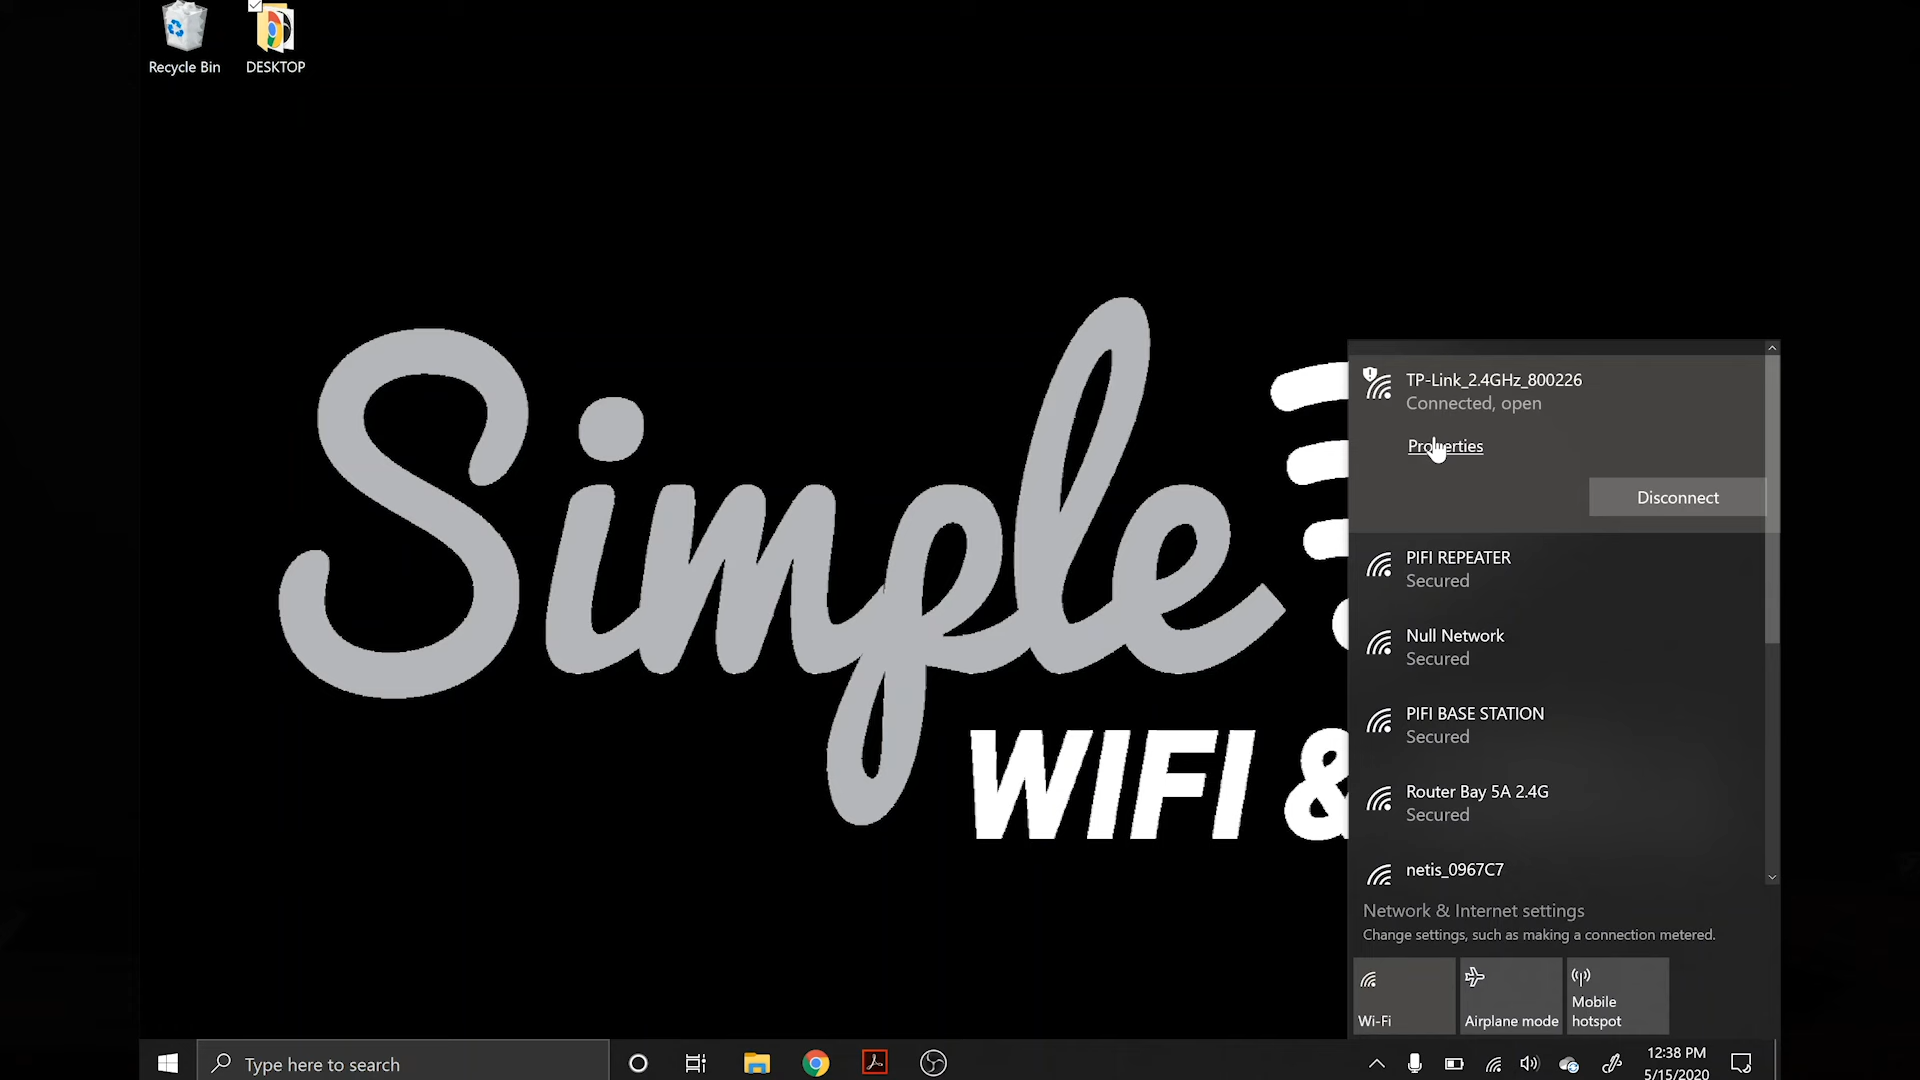 Recycle Bin
DESKTOP
Simple
WIFI &
TP-Link_2.4GHz_800226
Connected, open
Properties
Disconnect
PIFI REPEATER
Secured
Null Network
Secured
PIFI BASE STATION
Secured
Router Bay 5A 2.4G
Secured
netis_0967C7
Network & Internet settings
Change settings, such as making a connection metered.
Wi-Fi
Airplane mode
Mobile
hotspot
Type here to search
12:38 PM
5/15/2020